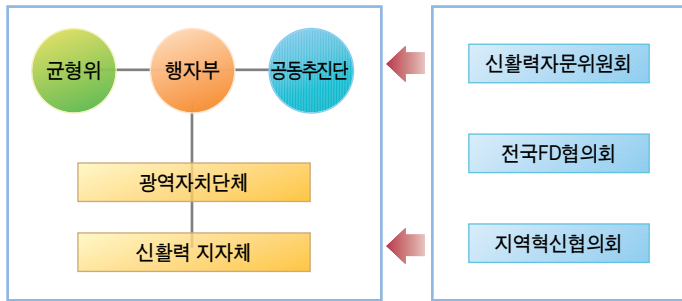 균형위
행자부
공동추진단
광역자치단체
신활력 지자체
신활력자문위원회
전국FD협의회
지역혁신협의회